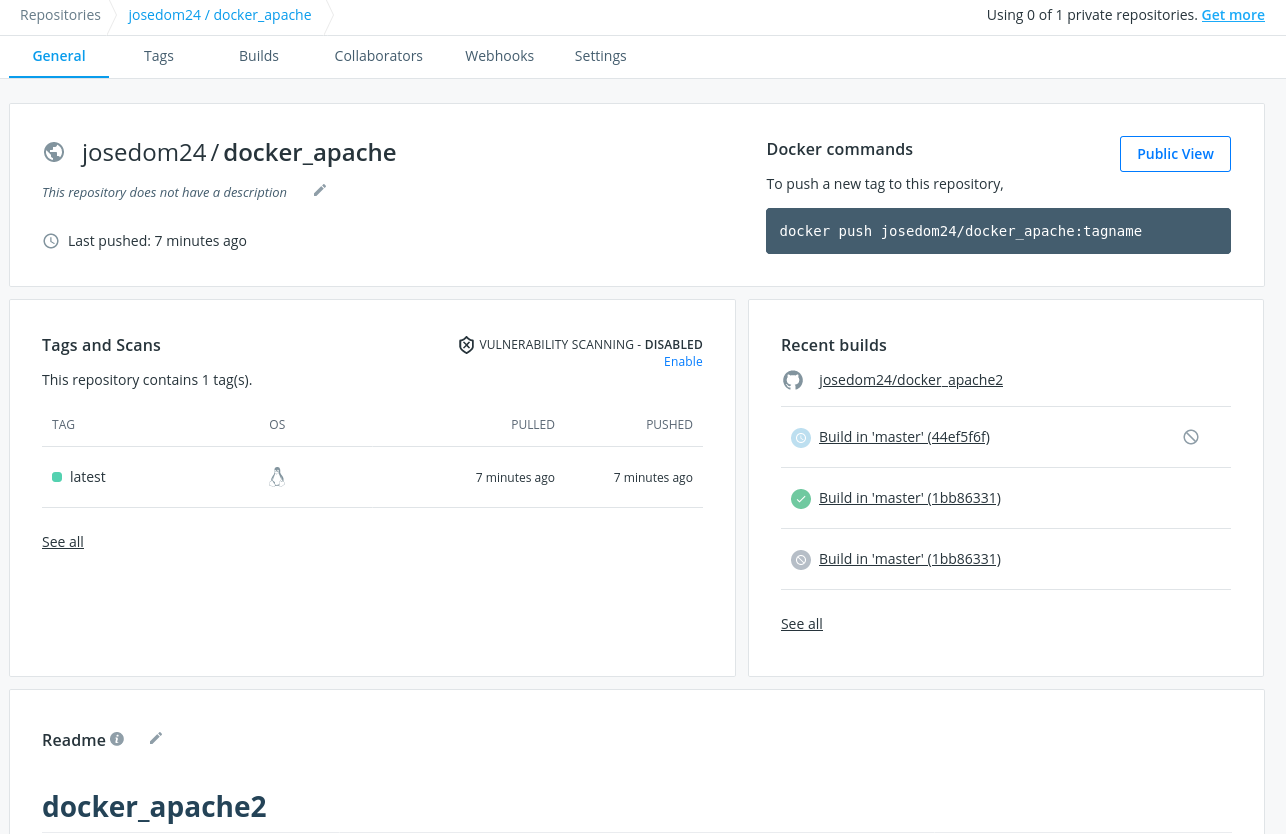 Repositories josedom24 / docker_apache Using 0 of 1 private repositories. Get more
General Tags Builds Collaborators Webhooks Settings
josedom24 / docker_apache
This repository does not have a description
Last pushed: 7 minutes ago
Docker commands
Public View
To push a new tag to this repository,
docker push josedom24/docker_apache:tagname
Tags and Scans
VULNERABILITY SCANNING - DISABLED
Enable
This repository contains 1 tag(s).
TAG OS PULLED PUSHED
latest 7 minutes ago 7 minutes ago
See all
Recent builds
josedom24/docker_apache2
Build in 'master' (44ef5f6f)
Build in 'master' (1bb86331)
Build in 'master' (1bb86331)
See all
Readme
docker_apache2